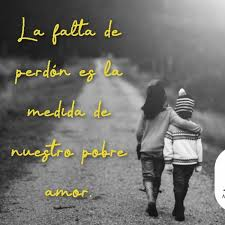 La falta de
perdón es la
medida de
nuestro pobre
amor.